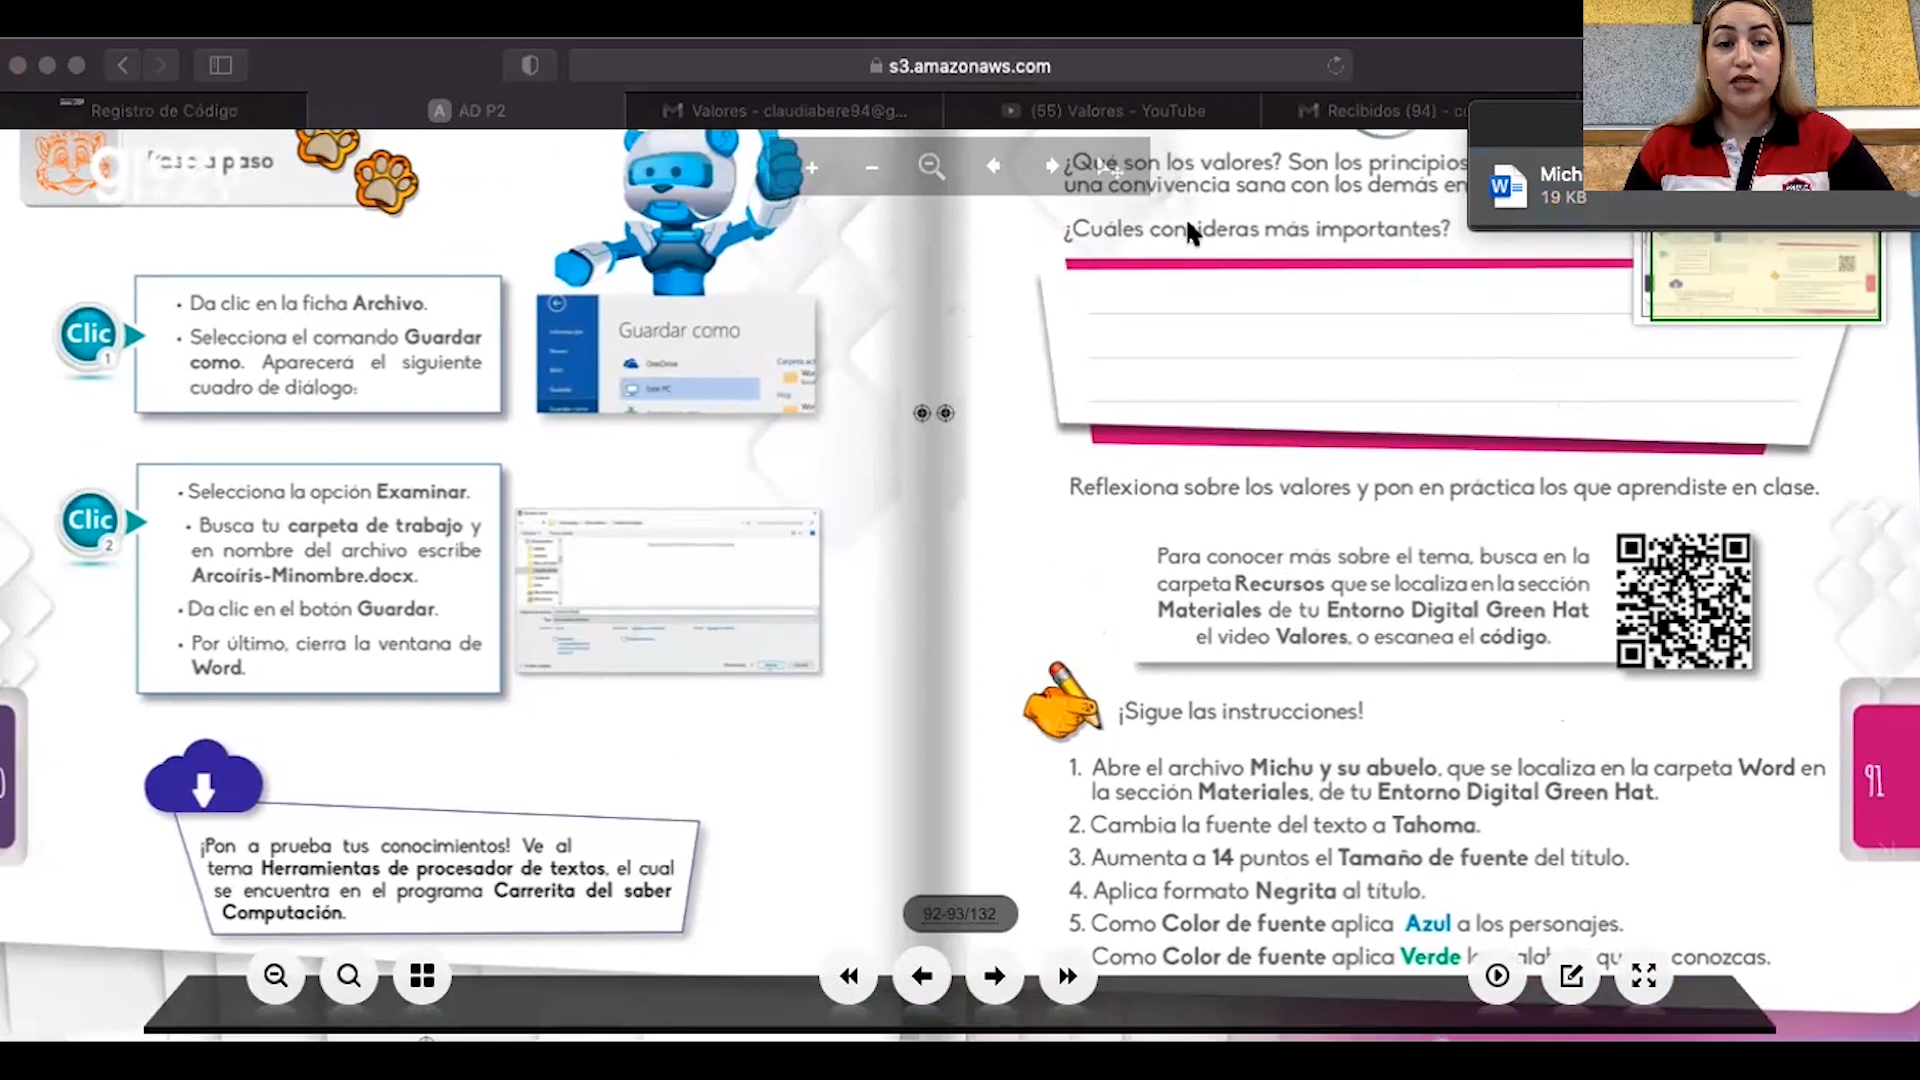 s3.amazonaws.com
Registro de Código
A AD P2
Valores - claudiabere94@g...
(55) Valores - YouTube
Recibidos (94) - c
Mich
19 KB
paso
¿Qué son los valores? Son los principios
una convivencia sana con los demás en
¿Cuáles consideras más importantes?
Clic
1
• Da clic en la ficha Archivo.
• Selecciona el comando Guardar
como. Aparecerá el siguiente
cuadro de diálogo:
Guardar como
OneDrive
Este PC
Clic
2
• Selecciona la opción Examinar.
• Busca tu carpeta de trabajo y
en nombre del archivo escribe
Arcoíris-Minombre.docx.
• Da clic en el botón Guardar.
• Por último, cierra la ventana de
Word.
¡Pon a prueba tus conocimientos! Ve al
tema Herramientas de procesador de textos, el cual
se encuentra en el programa Carrerita del saber
Computación.
Reflexiona sobre los valores y pon en práctica los que aprendiste en clase.
Para conocer más sobre el tema, busca en la
carpeta Recursos que se localiza en la sección
Materiales de tu Entorno Digital Green Hat
el video Valores, o escanea el código.
¡Sigue las instrucciones!
1. Abre el archivo Michu y su abuelo, que se localiza en la carpeta Word en
la sección Materiales, de tu Entorno Digital Green Hat.
2. Cambia la fuente del texto a Tahoma.
3. Aumenta a 14 puntos el Tamaño de fuente del título.
4. Aplica formato Negrita al título.
5. Como Color de fuente aplica Azul a los personajes.
Como Color de fuente aplica Verde conozcas.
91
92-93/132